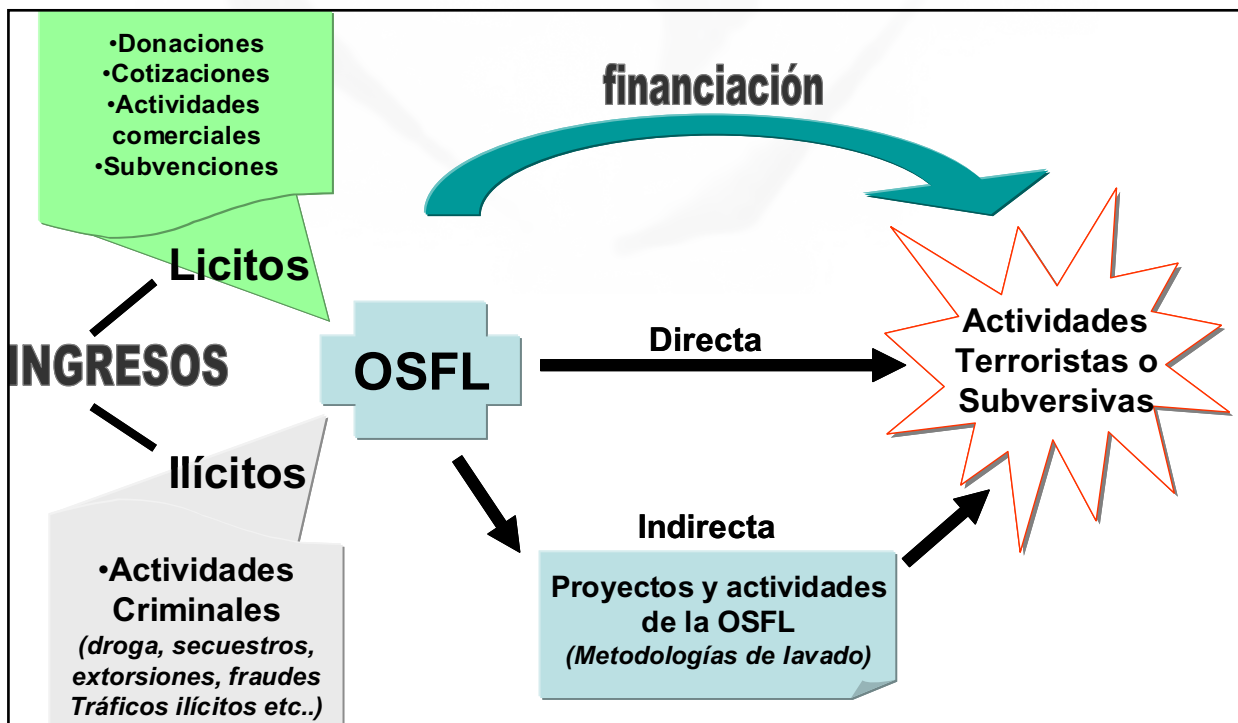 •Donaciones
•Cotizaciones
•Actividades
comerciales
•Subvenciones
financiación
Licitos
INGRESOS
OSFL
Directa
Actividades
Terroristas o
Subversivas
Ilícitos
Indirecta
•Actividades
Criminales
(droga, secuestros,
extorsiones, fraudes
Tráficos ilícitos etc..)
Proyectos y actividades
de la OSFL
(Metodologías de lavado)